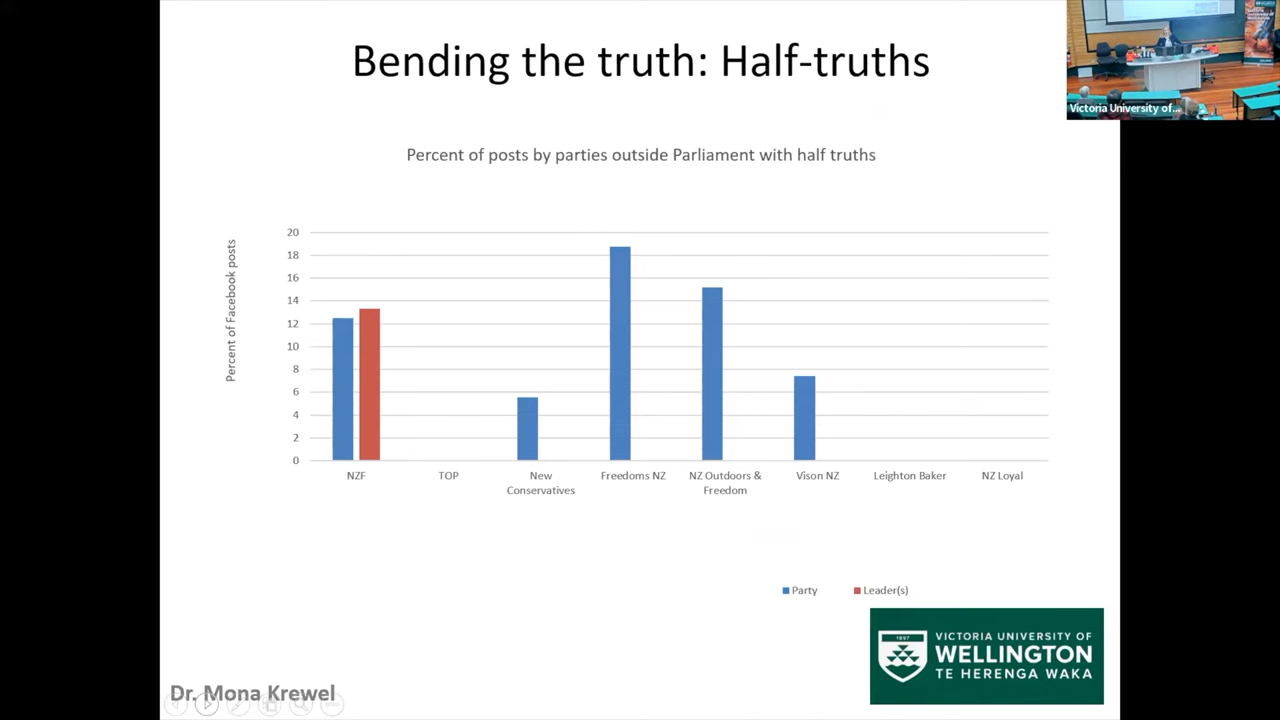 Bending the truth: Half-truths
Victoria University of...
Percent of posts by parties outside Parliament with half truths
Percent of Facebook posts
20
18
16
14
12
10
8
6
4
2
0
NZF
TOP
New
Conservatives
Freedoms NZ
NZ Outdoors &
Freedom
Vison NZ
Leighton Baker
NZ Loyal
Party
Leader(s)
1897
VICTORIA UNIVERSITY OF
WELLINGTON
TE HERENGA WAKA
Dr. Mona Krewel